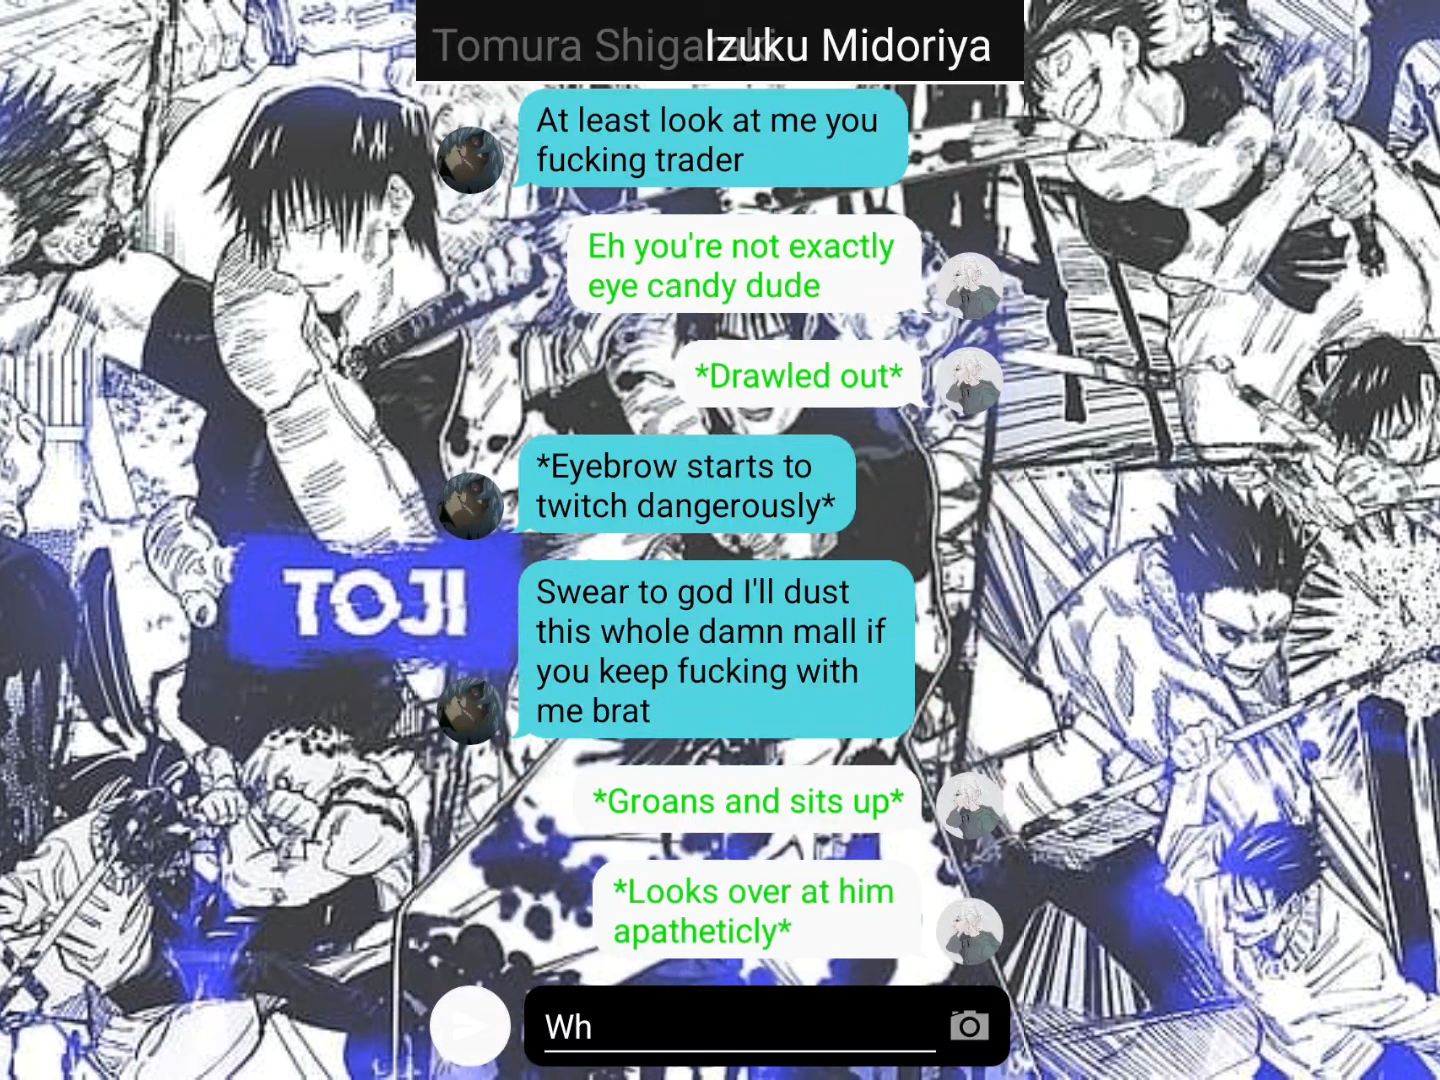 Tomura Shigaraki
Izuku Midoriya
At least look at me you
fucking trader
Eh you're not exactly
eye candy dude
*Drawled out*
*Eyebrow starts to
twitch dangerously*
TOJI
Swear to god I'll dust
this whole damn mall if
you keep fucking with
me brat
*Groans and sits up*
*Looks over at him
apatheticly*
Wh